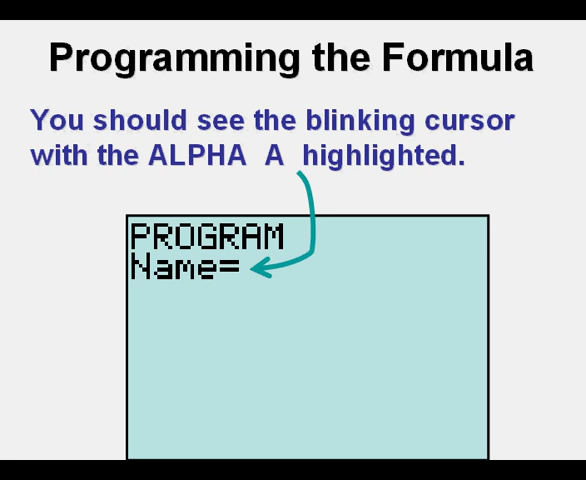 Programming the Formula
You should see the blinking cursor
with the ALPHA A highlighted.
PROGRAM
Name=